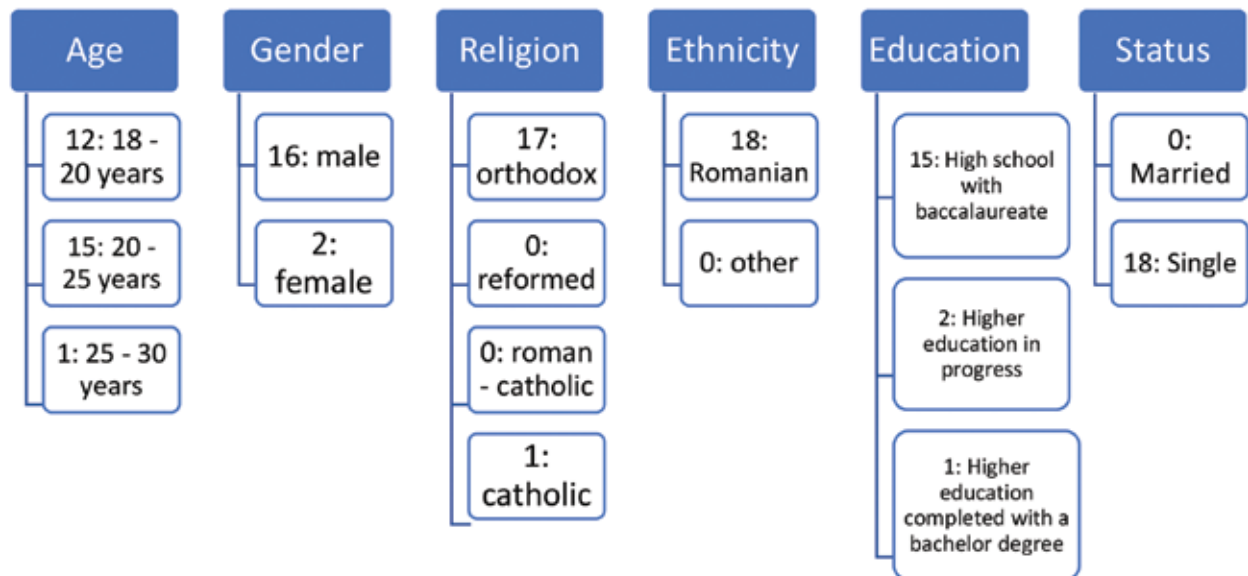 Age
12: 18 -
20 years
15: 20 -
25 years
1: 25 - 30
years
Gender
16: male
2:
female
Religion
17:
orthodox
0:
reformed
0: roman
- catholic
1:
catholic
Ethnicity
18:
Romanian
0: other
Education
15: High school
with
baccalaureate
2: Higher
education in
progress
1: Higher
education
completed with a
bachelor degree
Status
0:
Married
18: Single